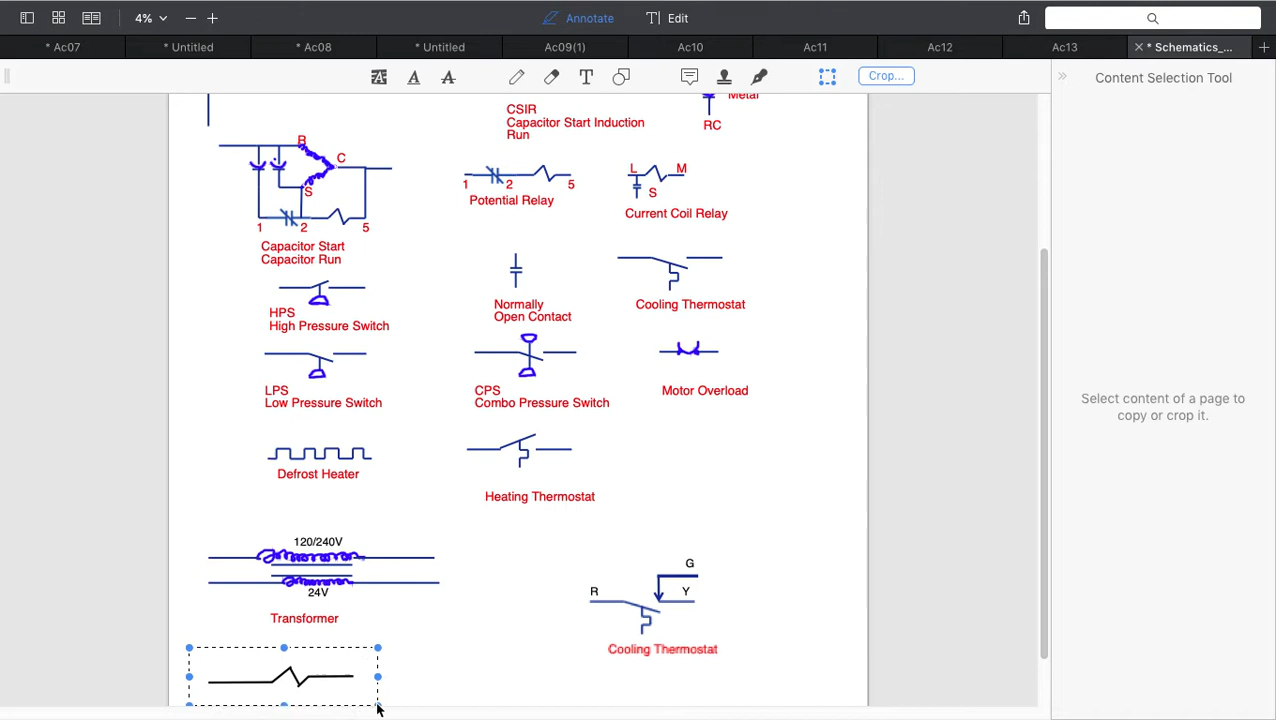 4%
Annotate
Edit
* Ac07
* Untitled
* Ac08
* Untitled
Ac09(1)
Ac10
Ac11
Ac12
Ac13
* Schematics_...
A
A
A
T
Crop...
Content Selection Tool
Select content of a page to
copy or crop it.
CSIR
Capacitor Start Induction
Run
Metal
RC
R
C
S
1
2
5
Capacitor Start
Capacitor Run
1
2
5
Potential Relay
L
M
S
Current Coil Relay
HPS
High Pressure Switch
Normally
Open Contact
Cooling Thermostat
LPS
Low Pressure Switch
CPS
Combo Pressure Switch
Motor Overload
Defrost Heater
Heating Thermostat
120/240V
24V
Transformer
G
R
Y
Cooling Thermostat